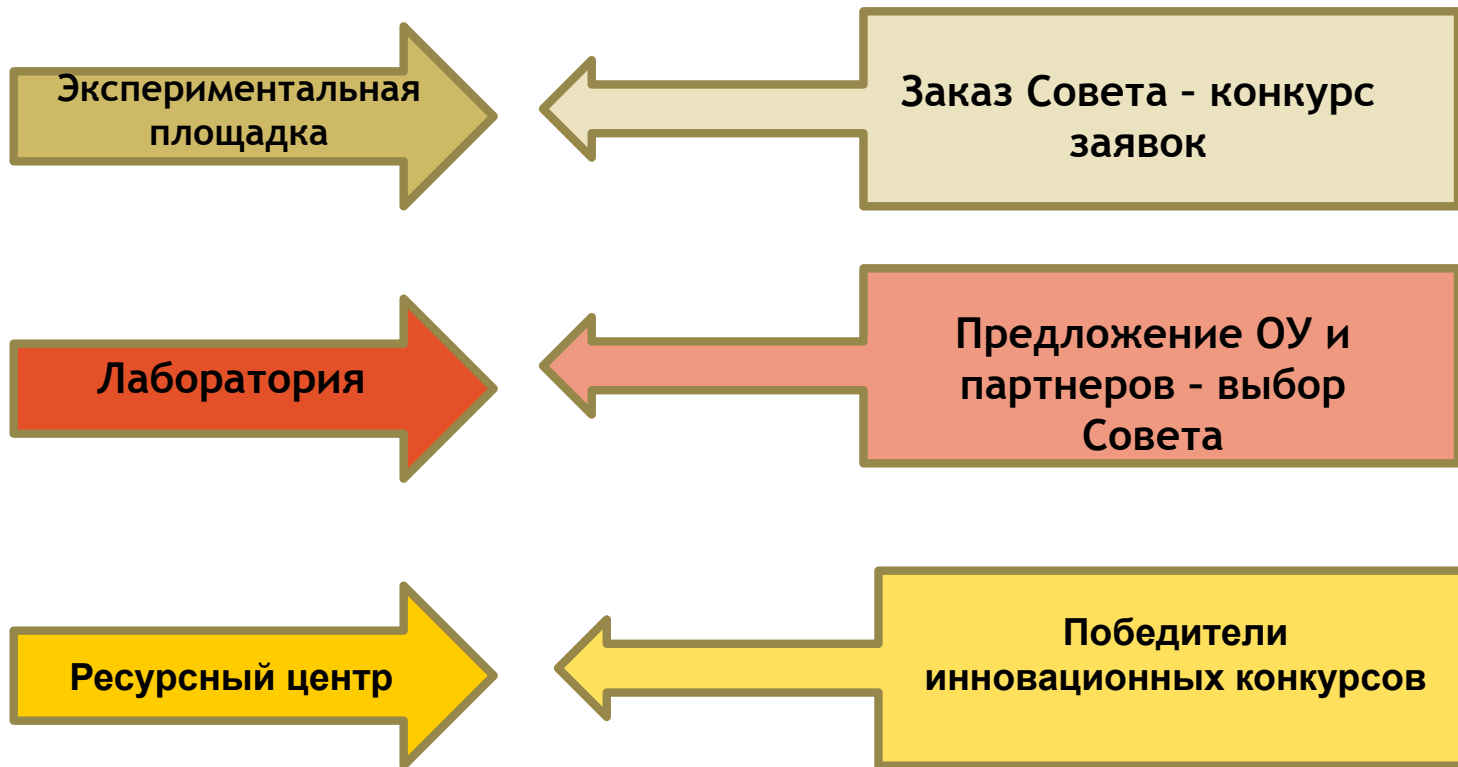 Экспериментальная
площадка
Заказ Совета – конкурс
заявок
Лаборатория
Предложение ОУ и
партнеров – выбор
Совета
Ресурсный центр
Победители
инновационных конкурсов